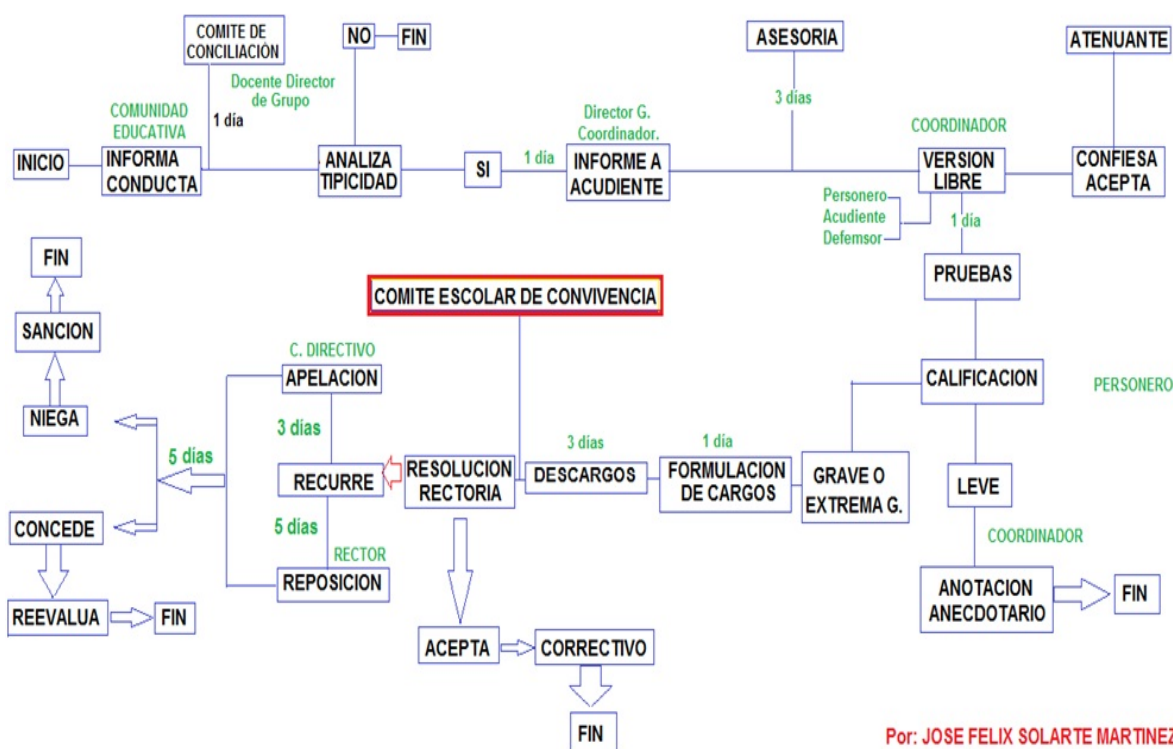 COMITE DE
CONCILIACIÓN
NO
FIN
ASESORIA
ATENUANTE
Docente Director
de Grupo
COMUNIDAD
EDUCATIVA
1 día
3 días
Director G.
Coordinador.
COORDINADOR
INICIO
INFORMA
CONDUCTA
ANALIZA
TIPICIDAD
SI
1 día
INFORME A
ACUDIENTE
VERSION
LIBRE
CONFIESA
ACEPTA
Personero
Acudiente
Defemsor
1 día
FIN
PRUEBAS
COMITE ESCOLAR DE CONVIVENCIA
SANCION
C. DIRECTIVO
APELACION
CALIFICACION
PERSONERO
NIEGA
3 días
5 días
3 días
1 día
RECURRE
RESOLUCION
RECTORIA
DESCARGOS
FORMULACION
DE CARGOS
GRAVE O
EXTREMA G.
LEVE
CONCEDE
5 días
RECTOR
COORDINADOR
REPOSICION
REEVALUA
FIN
ANOTACION
ANECDOTARIO
FIN
ACEPTA
CORRECTIVO
FIN
Por: JOSE FELIX SOLARTE MARTINEZ